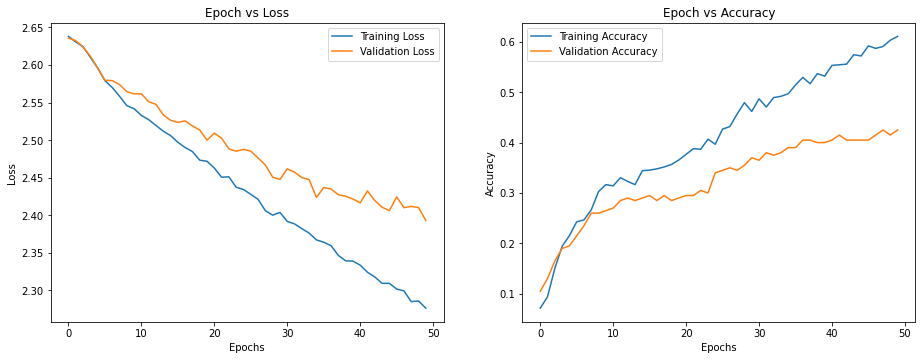 Epoch vs Loss
2.65
2.60
2.55
2.50
2.45
2.40
2.35
2.30
Loss
0
10
20
30
40
50
Epochs
Training Loss
Validation Loss
Epoch vs Accuracy
0.6
0.5
0.4
0.3
0.2
0.1
Accuracy
0
10
20
30
40
50
Epochs
Training Accuracy
Validation Accuracy